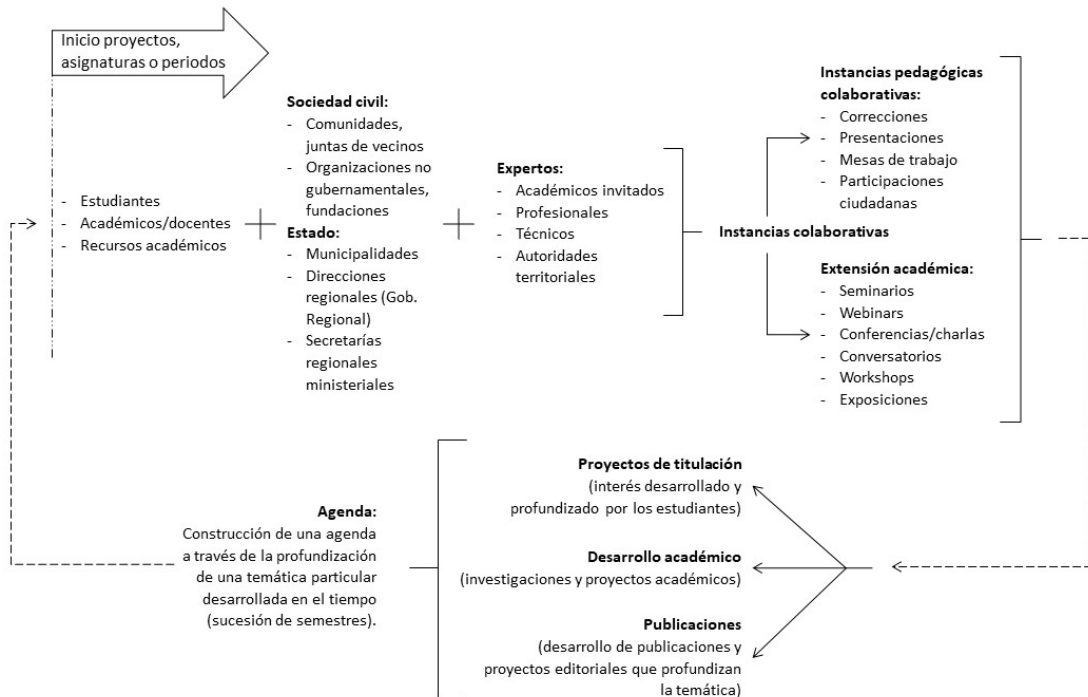 Inicio proyectos,
asignaturas o periodos
- Estudiantes
- Académicos/docentes
- Recursos académicos
Sociedad civil:
- Comunidades,
juntas de vecinos
- Organizaciones no
gubernamentales,
fundaciones
Estado:
- Municipalidades
- Direcciones
regionales (Gob.
Regional)
- Secretarías
regionales
ministeriales
Expertos:
- Académicos invitados
- Profesionales
- Técnicos
- Autoridades
territoriales
Instancias colaborativas
Instancias pedagógicas
colaborativas:
- Correcciones
- Presentaciones
- Mesas de trabajo
- Participaciones
ciudadanas
Extensión académica:
- Seminarios
- Webinars
- Conferencias/charlas
- Conversatorios
- Workshops
- Exposiciones
Proyectos de titulación
(interés desarrollado y
profundizado por los estudiantes)
Desarrollo académico
(investigaciones y proyectos académicos)
Publicaciones
(desarrollo de publicaciones y
proyectos editoriales que profundizan
la temática)
Agenda:
Construcción de una agenda
a través de la profundización
de una temática particular
desarrollada en el tiempo
(sucesión de semestres).